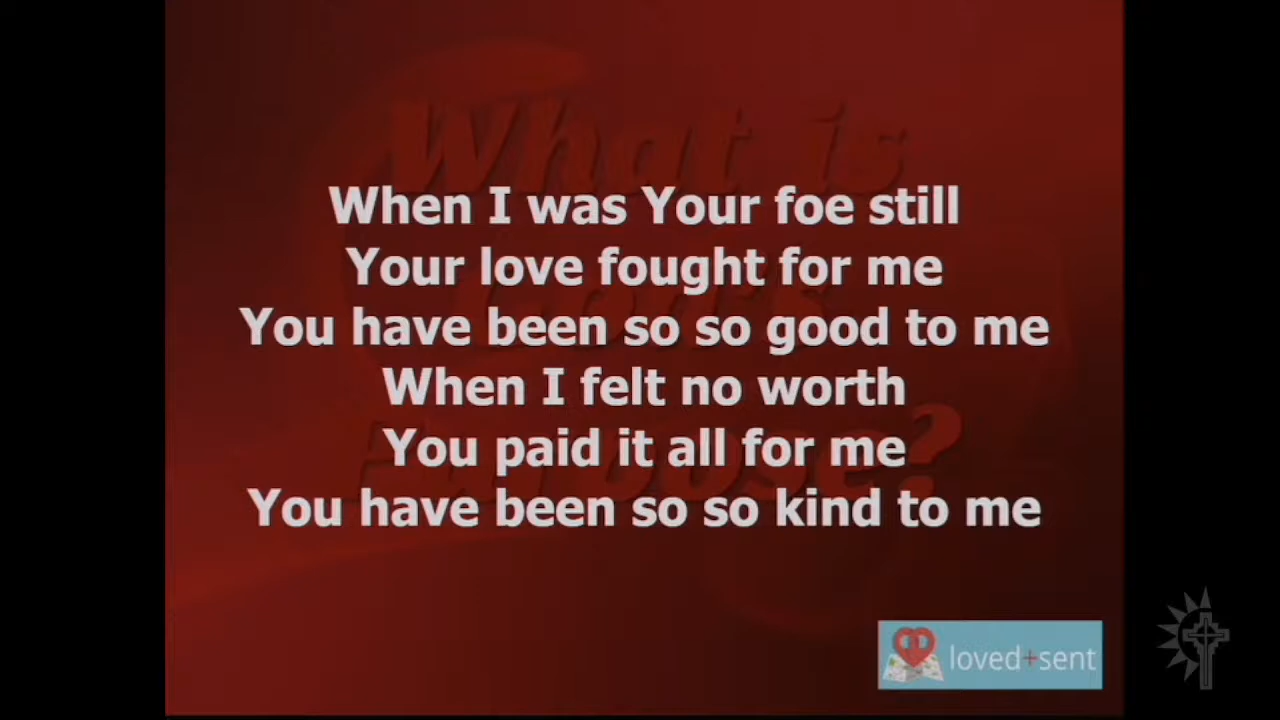 What is
When I was Your foe still
Your love fought for me
You have been so so good to me
When I felt no worth
You paid it all for me
You have been so so kind to me
loved+sent